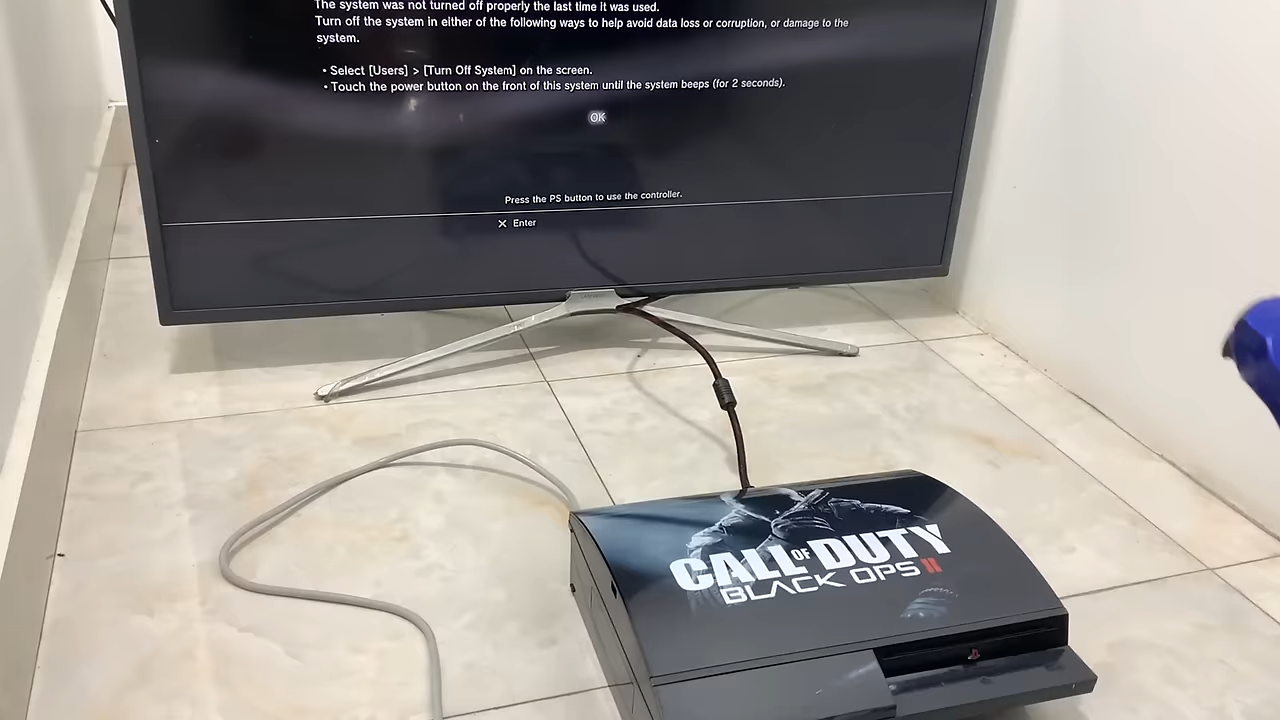 The system was not turned off properly the last time it was used.
Turn off the system in either of the following ways to help avoid data loss or corruption, or damage to the
system.
• Select [Users] > [Turn Off System] on the screen.
• Touch the power button on the front of this system until the system beeps (for 2 seconds).
OK
Press the PS button to use the controller.
✕ Enter
CALL OF DUTY
BLACK OPS II